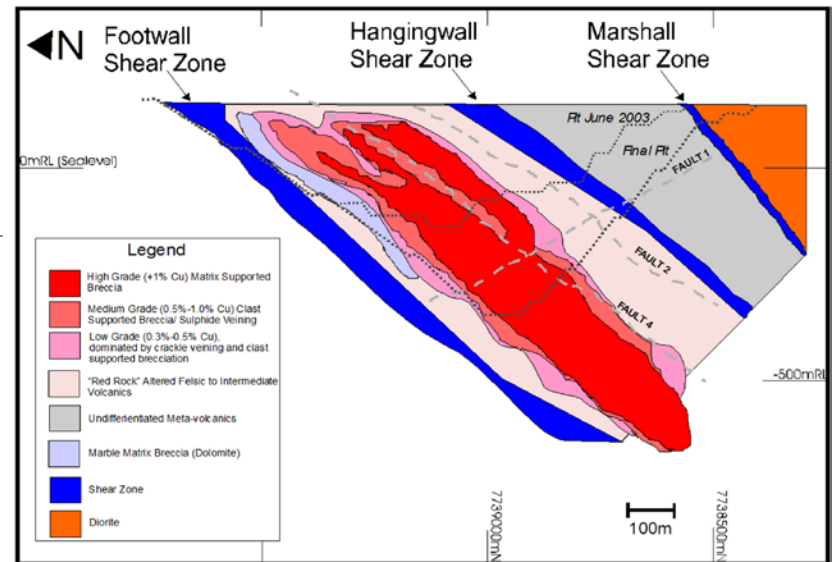 N
Footwall
Shear Zone
Hangingwall
Shear Zone
Marshall
Shear Zone
Pit June 2003
Final Pit
FAULT 1
0mRL (Sealevel)
FAULT 2
FAULT 4
-500mRL
Legend
High Grade (+1% Cu) Matrix Supported
Breccia
Medium Grade (0.5%-1.0% Cu) Clast
Supported Breccia/ Sulphide Veining
Low Grade (0.3%-0.5% Cu),
dominated by crackle veining and clast
supported brecciation
"Red Rock" Altered Felsic to Intermediate
Volcanics
Undifferentiated Meta-volcanics
Marble Matrix Breccia (Dolomite)
Shear Zone
Diorite
7739000mN
100m
7738500mN